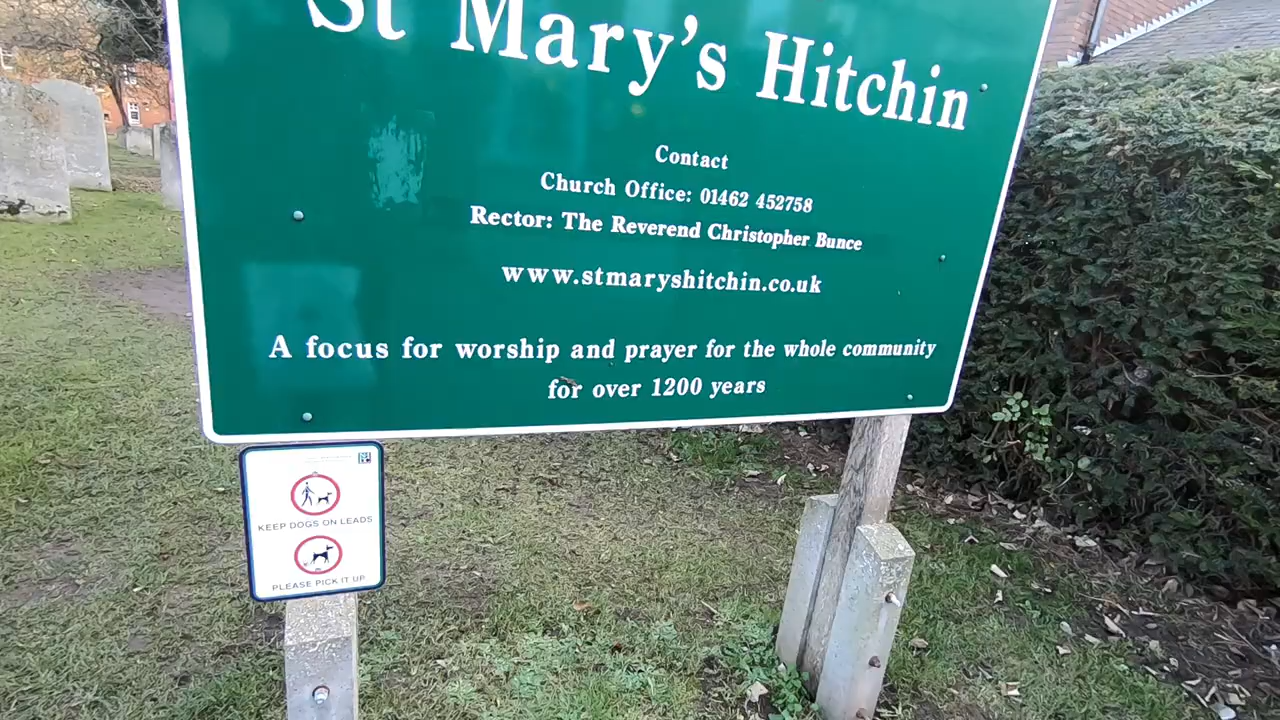 St Mary's Hitchin
Contact
Church Office: 01462 452758
Rector: The Reverend Christopher Bunce
www.stmaryshitchin.co.uk
A focus for worship and prayer for the whole community
for over 1200 years
KEEP DOGS ON LEADS
PLEASE PICK IT UP